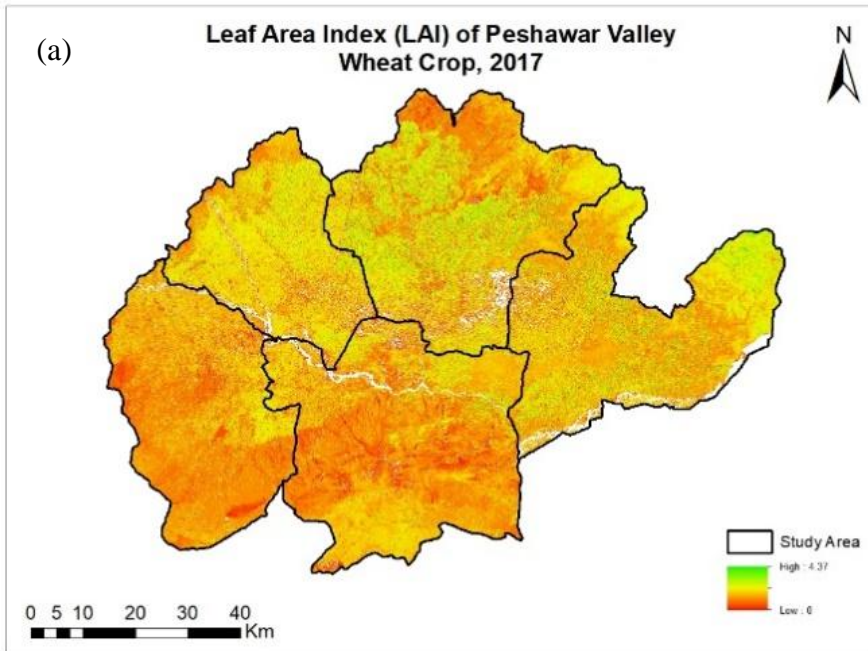 (a)
Leaf Area Index (LAI) of Peshawar Valley
Wheat Crop, 2017
N
Study Area
High : 4.37
Low : 0
0 5 10 20 30 40
Km